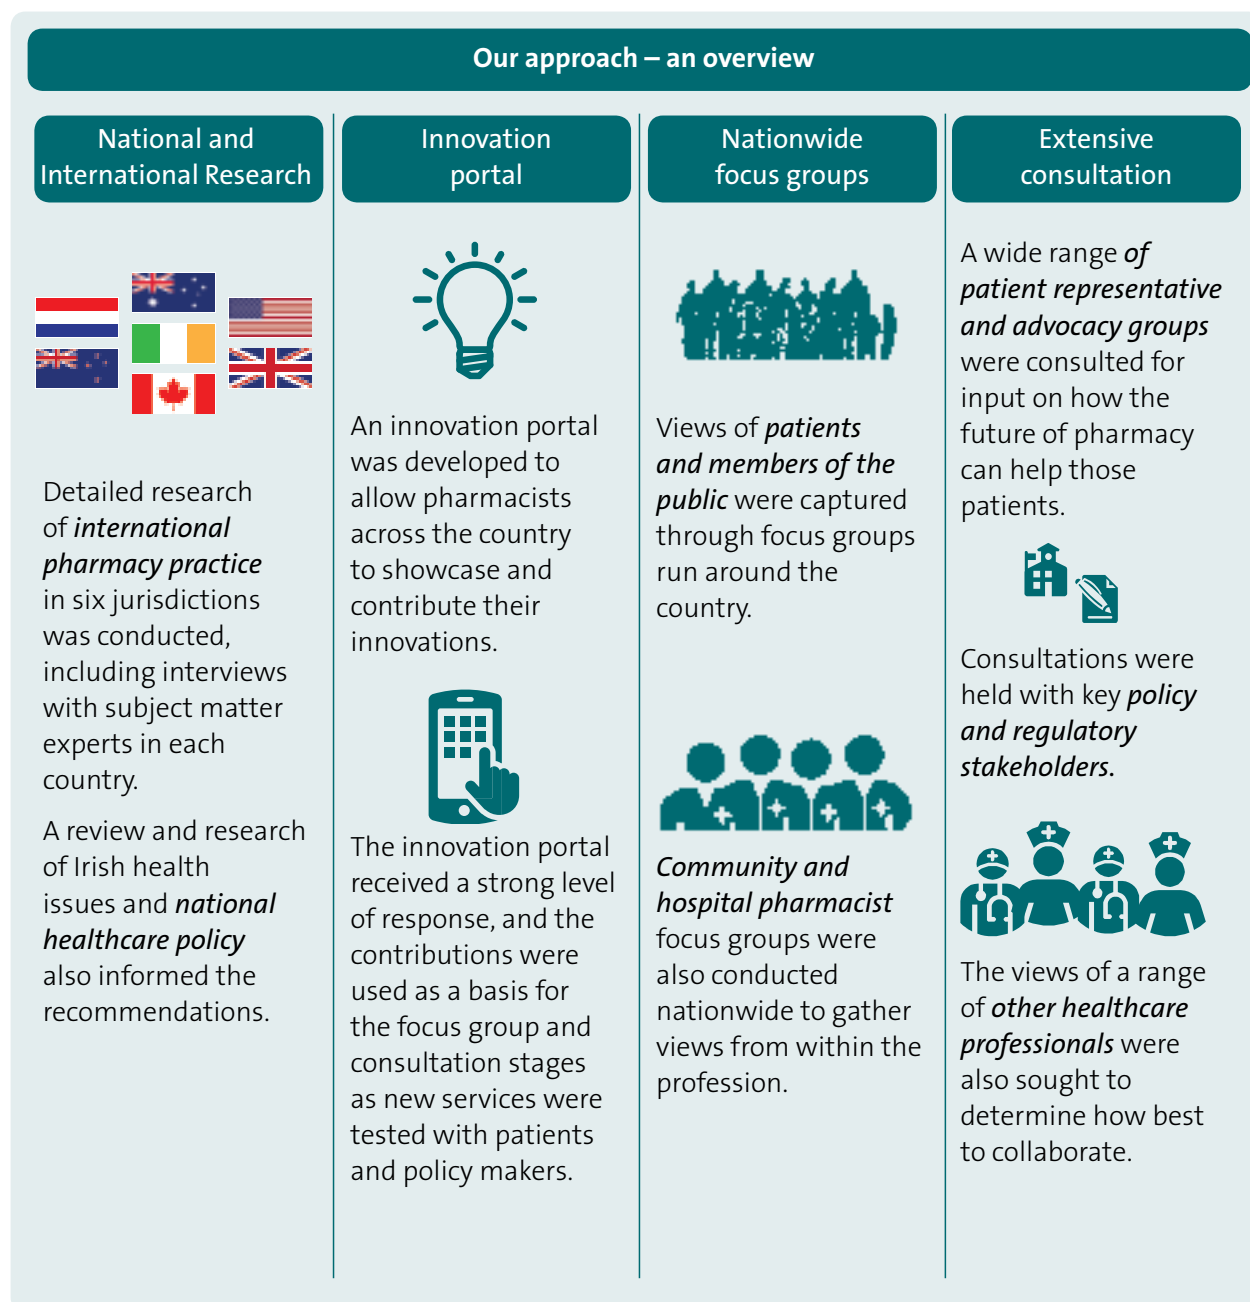 Our approach – an overview
National and
International Research
Detailed research
of international
pharmacy practice
in six jurisdictions
was conducted,
including interviews
with subject matter
experts in each
country.
A review and research
of Irish health
issues and national
healthcare policy
also informed the
recommendations.
Innovation
portal
An innovation portal
was developed to
allow pharmacists
across the country
to showcase and
contribute their
innovations.
The innovation portal
received a strong level
of response, and the
contributions were
used as a basis for
the focus group and
consultation stages
as new services were
tested with patients
and policy makers.
Nationwide
focus groups
Views of patients
and members of the
public were captured
through focus groups
run around the
country.
Community and
hospital pharmacist
focus groups were
also conducted
nationwide to gather
views from within the
profession.
Extensive
consultation
A wide range of
patient representative
and advocacy groups
were consulted for
input on how the
future of pharmacy
can help those
patients.
Consultations were
held with key policy
and regulatory
stakeholders.
The views of a range
of other healthcare
professionals were
also sought to
determine how best
to collaborate.